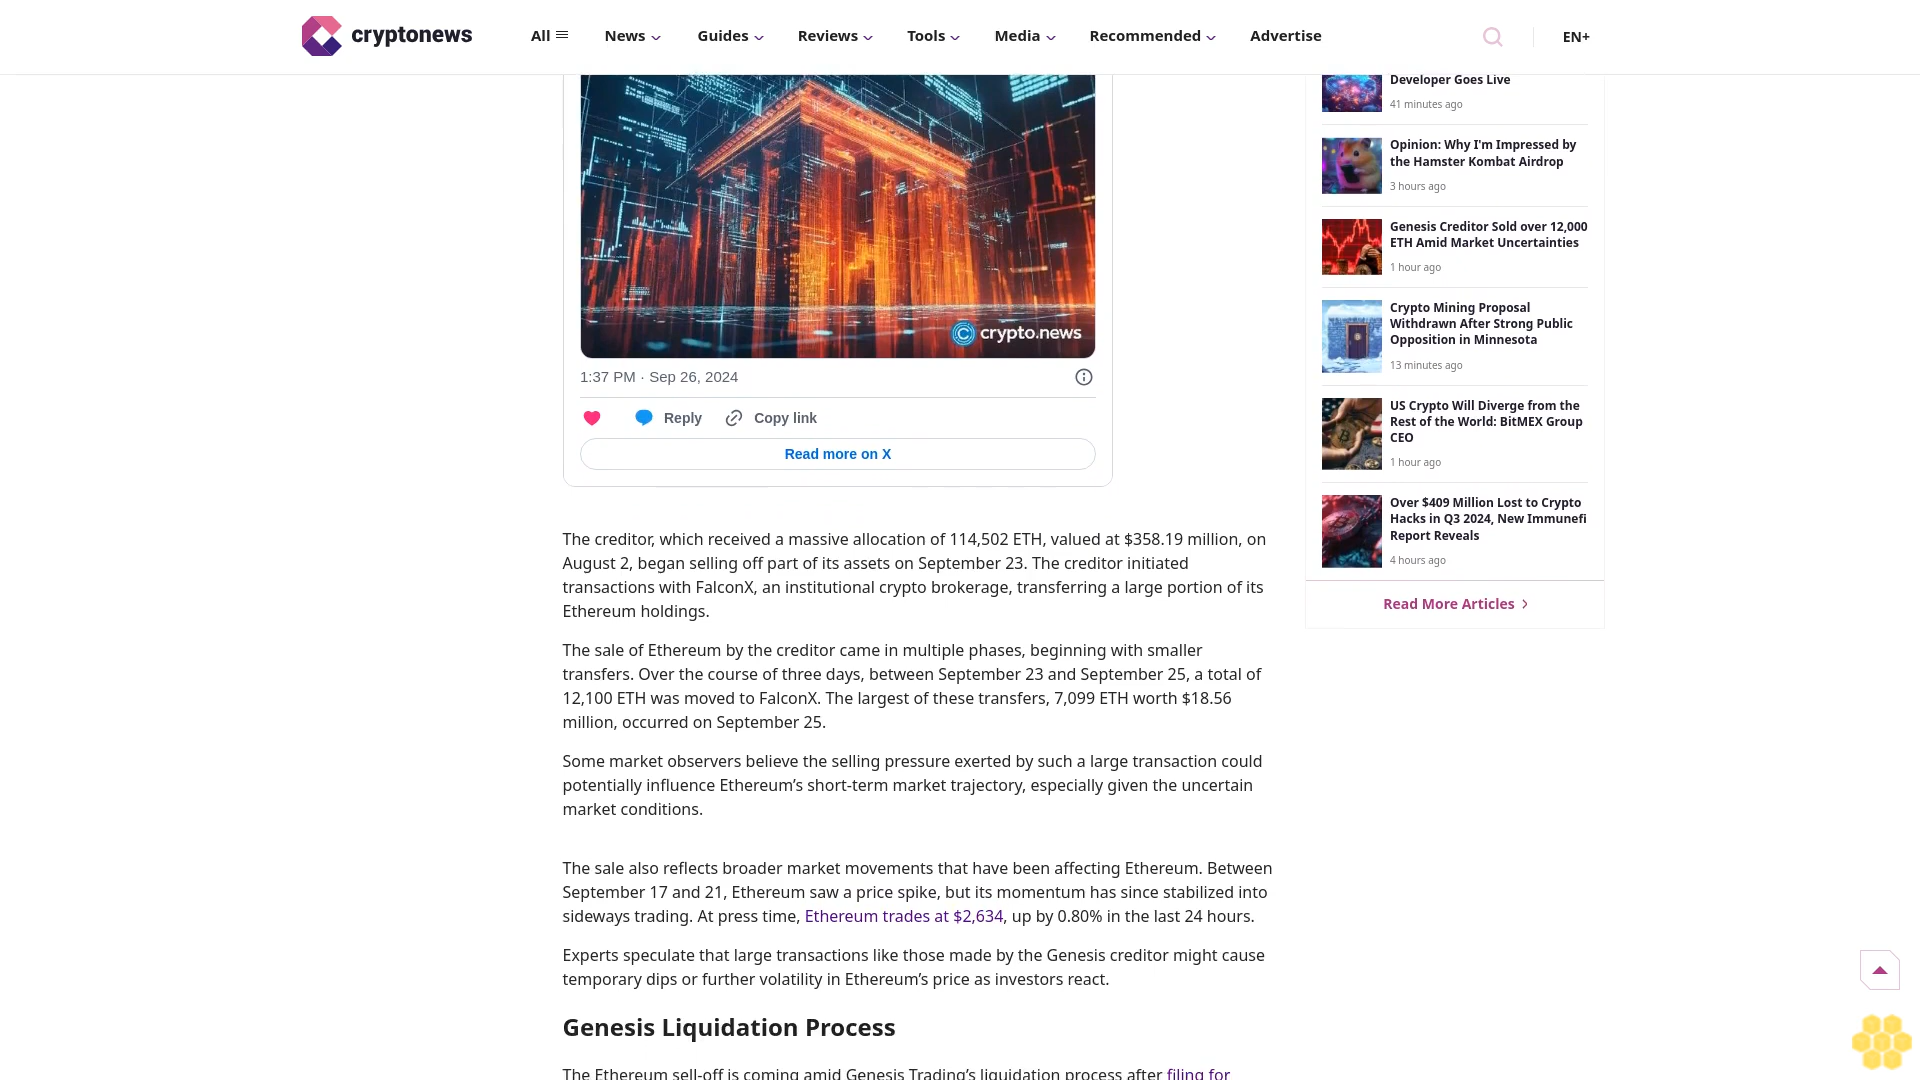 cryptonews
All
News
Guides
Reviews
Tools
Media
Recommended
Advertise
EN+
crypto.news
1:37 PM · Sep 26, 2024
Reply
Copy link
Read more on X
The creditor, which received a massive allocation of 114,502 ETH, valued at $358.19 million, on
August 2, began selling off part of its assets on September 23. The creditor initiated
transactions with FalconX, an institutional crypto brokerage, transferring a large portion of its
Ethereum holdings.
The sale of Ethereum by the creditor came in multiple phases, beginning with smaller
transfers. Over the course of three days, between September 23 and September 25, a total of
12,100 ETH was moved to FalconX. The largest of these transfers, 7,099 ETH worth $18.56
million, occurred on September 25.
Some market observers believe the selling pressure exerted by such a large transaction could
potentially influence Ethereum’s short-term market trajectory, especially given the uncertain
market conditions.
The sale also reflects broader market movements that have been affecting Ethereum. Between
September 17 and 21, Ethereum saw a price spike, but its momentum has since stabilized into
sideways trading. At press time, Ethereum trades at $2,634, up by 0.80% in the last 24 hours.
Experts speculate that large transactions like those made by the Genesis creditor might cause
temporary dips or further volatility in Ethereum’s price as investors react.
Genesis Liquidation Process
The Ethereum sell-off is coming amid Genesis Trading’s liquidation process after filing for
Developer Goes Live
41 minutes ago
Opinion: Why I'm Impressed by
the Hamster Kombat Airdrop
3 hours ago
Genesis Creditor Sold over 12,000
ETH Amid Market Uncertainties
1 hour ago
Crypto Mining Proposal
Withdrawn After Strong Public
Opposition in Minnesota
13 minutes ago
US Crypto Will Diverge from the
Rest of the World: BitMEX Group
CEO
1 hour ago
Over $409 Million Lost to Crypto
Hacks in Q3 2024, New Immunefi
Report Reveals
4 hours ago
Read More Articles